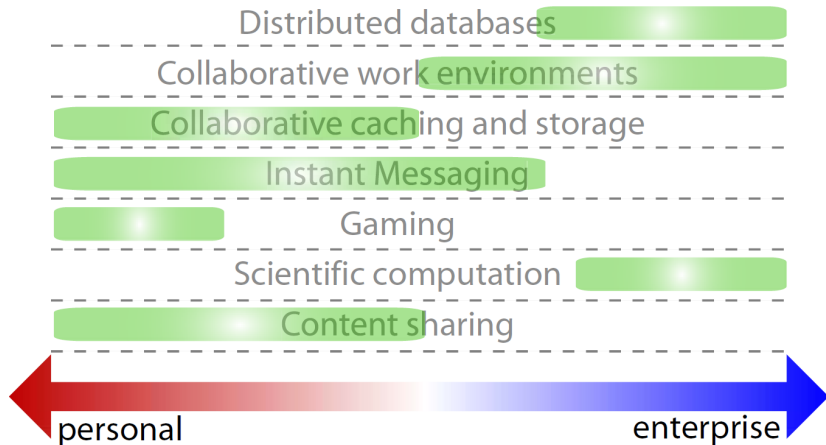 Distributed databases
Collaborative work environments
Collaborative caching and storage
Instant Messaging
Gaming
Scientific computation
Content sharing
personal
enterprise